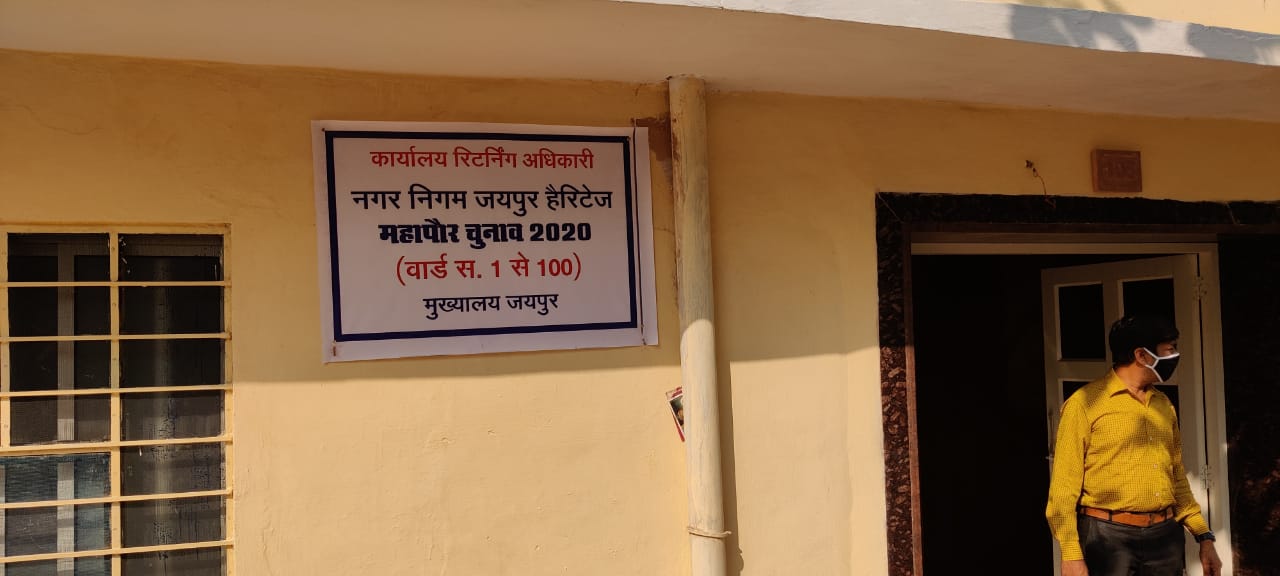 कार्यालय रिटर्निंग अधिकारी
नगर निगम जयपुर हैरिटेज
महापौर चुनाव 2020
(वार्ड स. 1 से 100)
मुख्यालय जयपुर